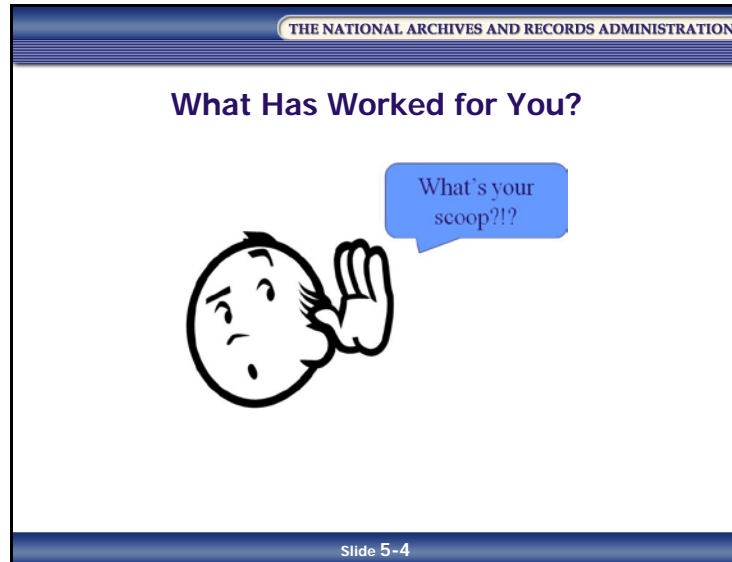 THE NATIONAL ARCHIVES AND RECORDS ADMINISTRATION
What Has Worked for You?
What's your
scoop?!?
Slide 5-4